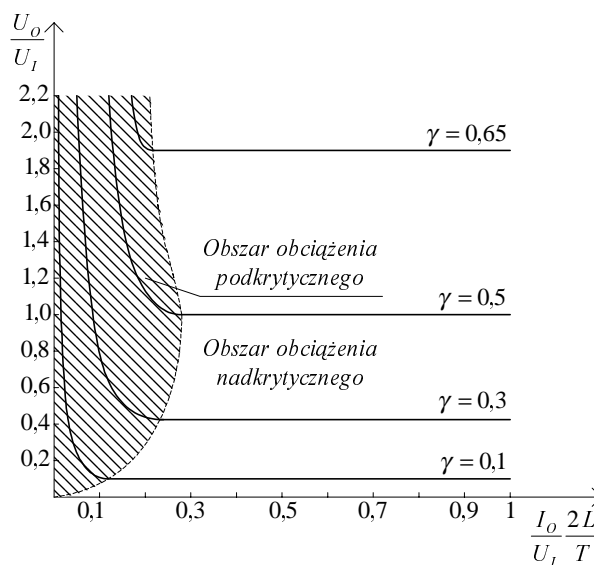 U_O
U_I
2,2
2,0
1,8
1,6
1,4
1,2
1,0
0,8
0,6
0,4
0,2
γ = 0,65
Obszar obciążenia
podkrytycznego
γ = 0,5
Obszar obciążenia
nadkrytycznego
γ = 0,3
γ = 0,1
0,1
0,3
0,5
0,7
0,9
1
I_O 2L
U_I T